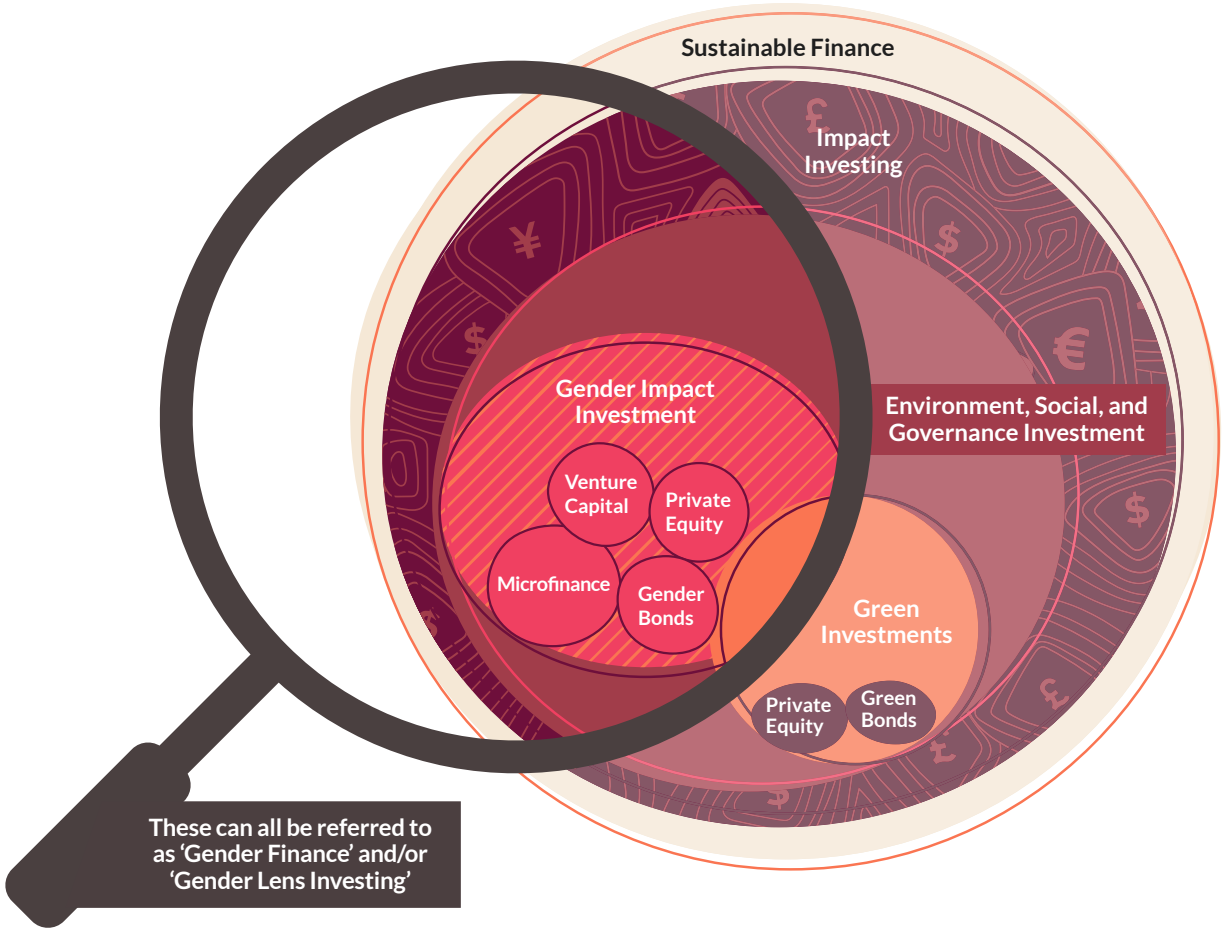 Sustainable Finance
Impact
Investing
Environment, Social, and
Governance Investment
Gender Impact
Investment
Venture
Capital
Private
Equity
Microfinance
Gender
Bonds
Green
Investments
Private
Equity
Green
Bonds
These can all be referred to
as ‘Gender Finance’ and/or
‘Gender Lens Investing’
£
¥
$
$
€
$
$
£
£
$